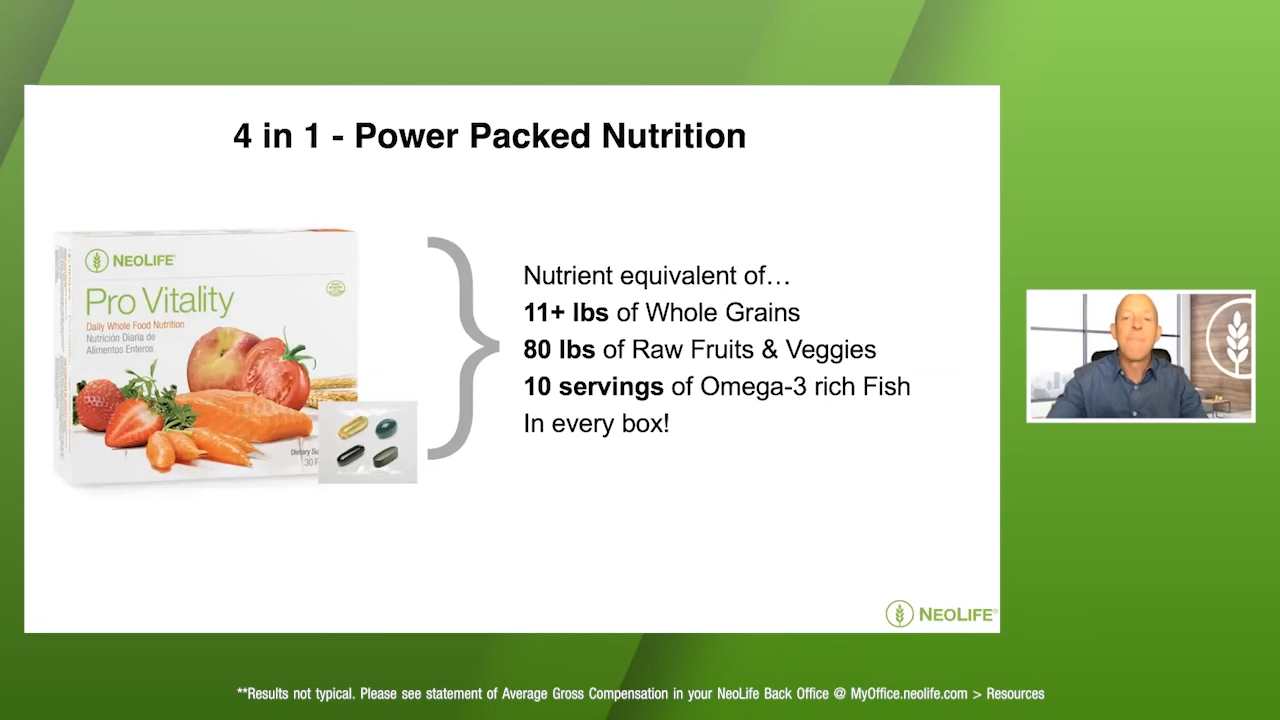 4 in 1 - Power Packed Nutrition
NEOLIFE
Pro Vitality
Daily Whole Food Nutrition
Nutrición Diaria de
Alimentos Enteros
Dietary
30
Nutrient equivalent of…
11+ lbs of Whole Grains
80 lbs of Raw Fruits & Veggies
10 servings of Omega-3 rich Fish
In every box!
NEOLIFE®
**Results not typical. Please see statement of Average Gross Compensation in your NeoLife Back Office @ MyOffice.neolife.com > Resources